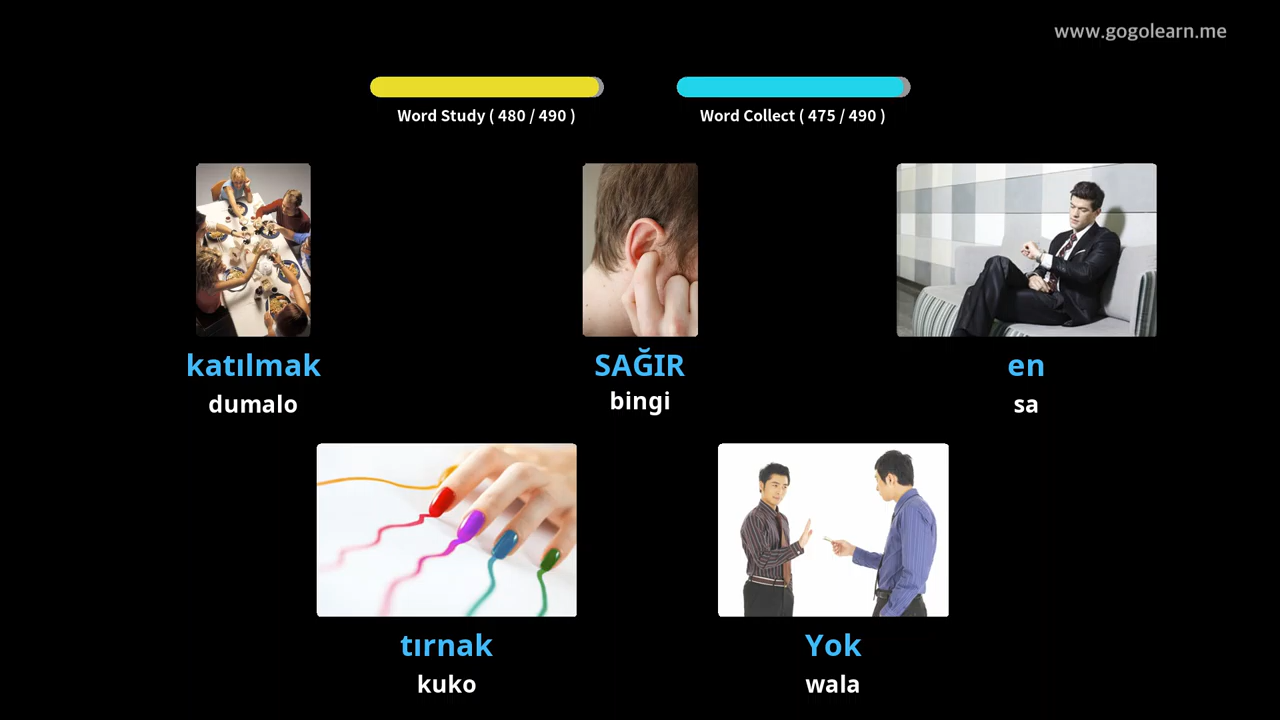 www.gogolearn.me
Word Study ( 480 / 490 )
Word Collect ( 475 / 490 )
katılmak
dumalo
SAĞIR
bingi
en
sa
tırnak
kuko
Yok
wala